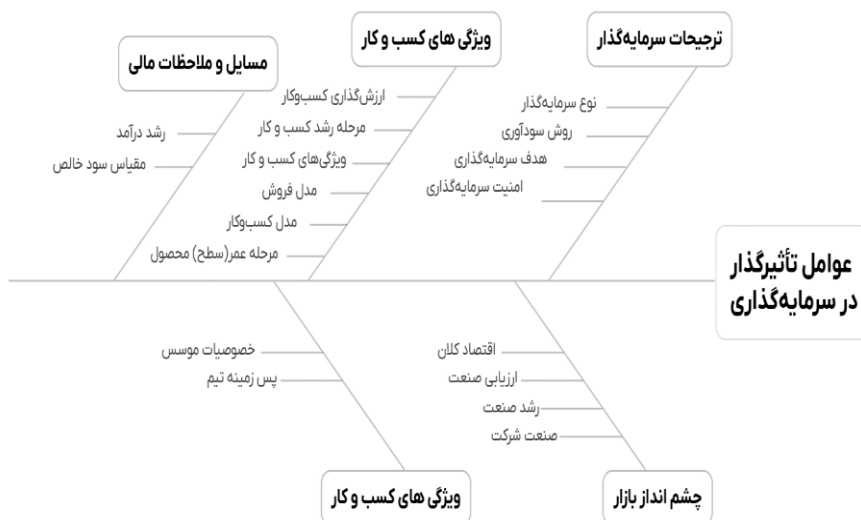 ترجیحات سرمایه‌گذار
نوع سرمایه‌گذار
روش سودآوری
هدف سرمایه‌گذاری
امنیت سرمایه‌گذاری
ویژگی های کسب و کار
ارزش‌گذاری کسب‌وکار
مرحله رشد کسب و کار
ویژگی‌های کسب و کار
مدل فروش
مدل کسب‌وکار
مرحله عمر(سطح) محصول
مسایل و ملاحظات مالی
رشد درآمد
مقیاس سود خالص
عوامل تأثیرگذار
در سرمایه‌گذاری
اقتصاد کلان
ارزیابی صنعت
رشد صنعت
صنعت شرکت
چشم انداز بازار
خصوصیات موسس
پس زمینه تیم
ویژگی های کسب و کار